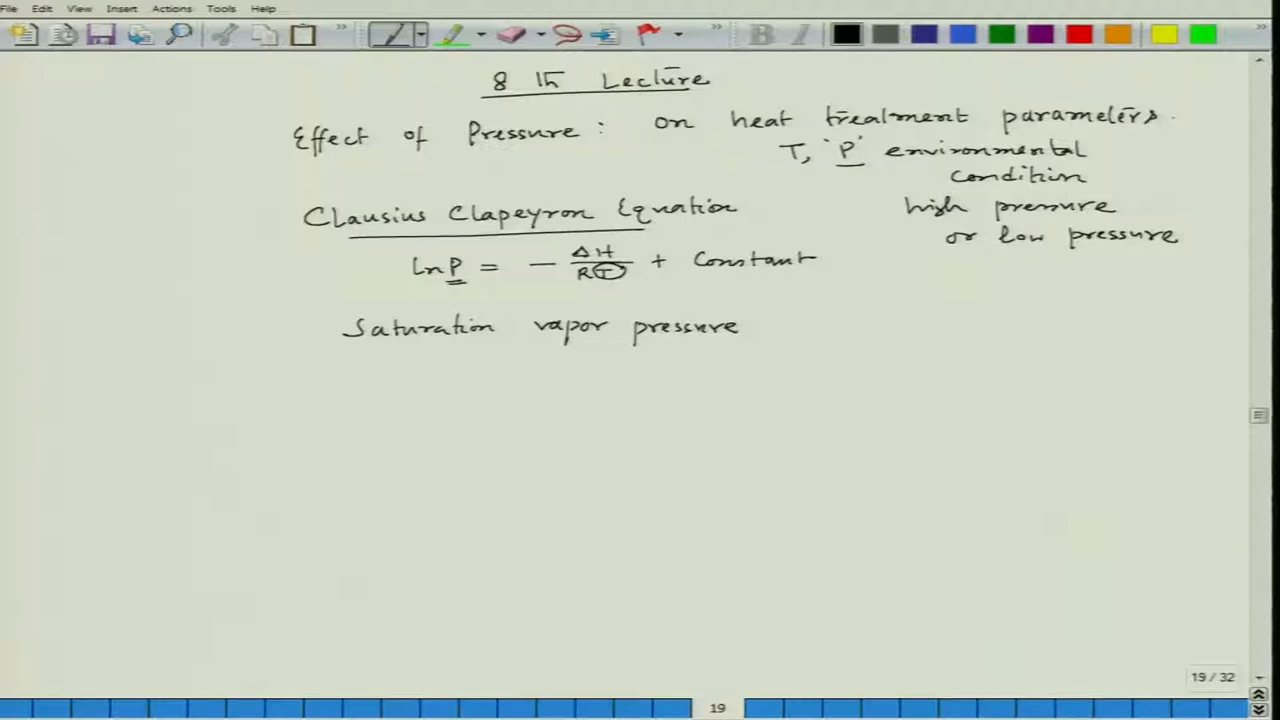 File Edit View Insert Actions Tools Help
8 th Lecture
Effect of Pressure : on heat treatment parameters.
T, 'P' environmental
condition
Clausius Clapeyron Equation
high pressure
or low pressure
ln P = - ΔH/RT + Constant
Saturation vapor pressure
19 / 32
19